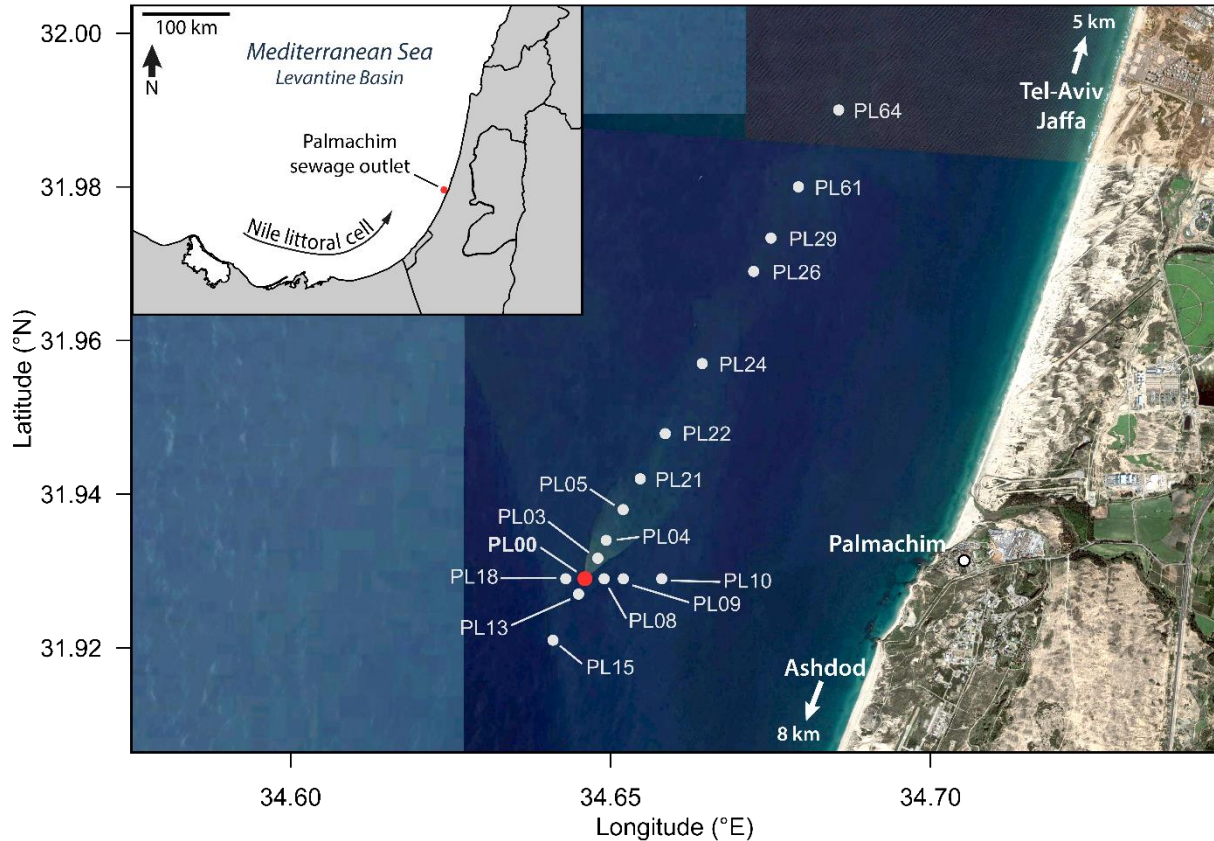 100 km
N
Mediterranean Sea
Levantine Basin
Palmachim
sewage outlet
Nile littoral cell
5 km
Tel-Aviv
Jaffa
PL64
PL61
PL29
PL26
PL24
PL22
PL21
PL05
PL03
PL04
PL00
PL18
PL10
PL09
PL08
PL13
PL15
Palmachim
Ashdod
8 km
32.00
31.98
31.96
31.94
31.92
Latitude (°N)
34.60
34.65
34.70
Longitude (°E)